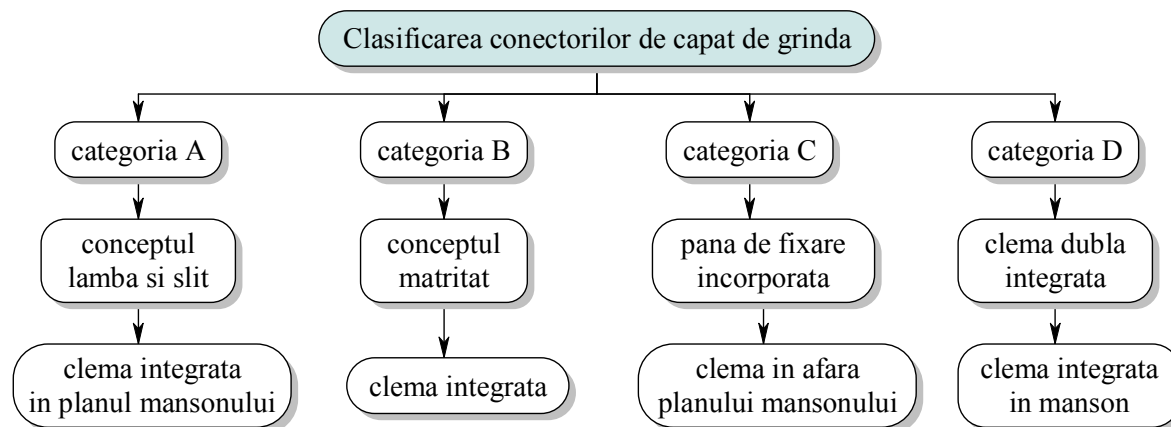 Clasificarea conectorilor de capat de grinda
categoria A
categoria B
categoria C
categoria D
conceptul
lamba si slit
conceptul
matritat
pana de fixare
incorporata
clema dubla
integrata
clema integrata
in planul mansonului
clema integrata
clema in afara
planului mansonului
clema integrata
in manson